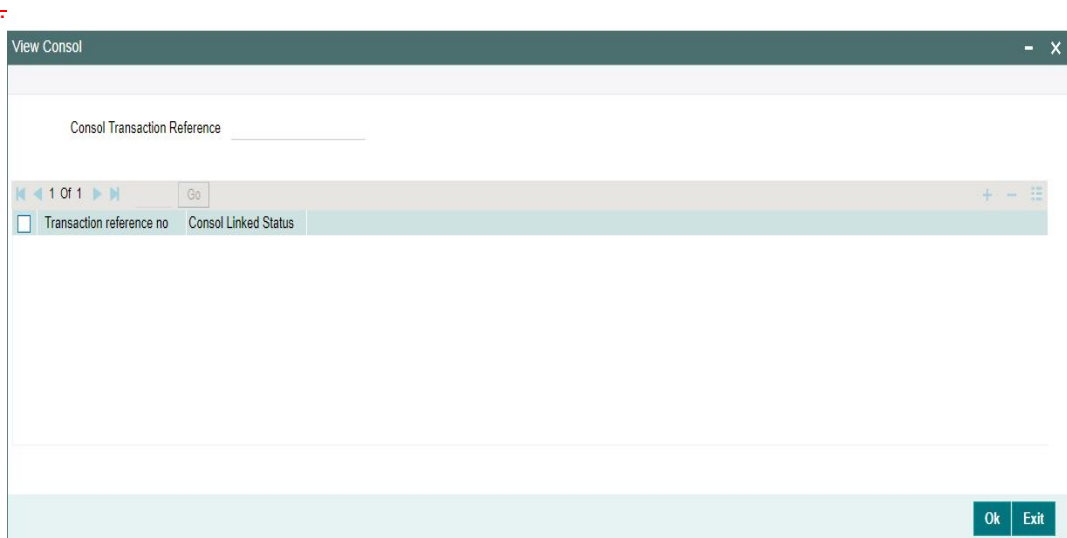 View Consol
Consol Transaction Reference
1 Of 1 Go
Transaction reference no Consol Linked Status
Ok Exit